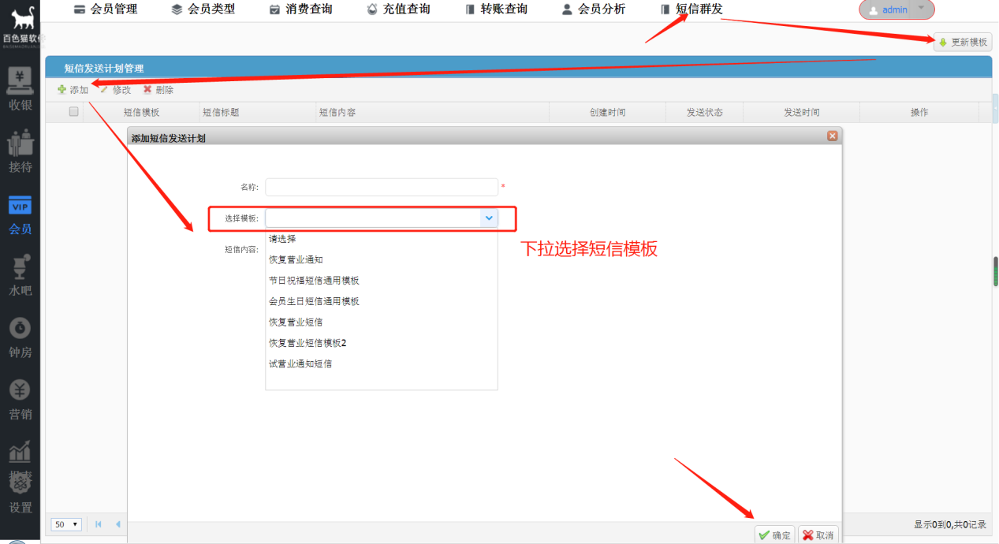 会员管理 会员类型 消费查询 充值查询 转账查询 会员分析 短信群发 admin
百色猫软件
更新模板
短信发送计划管理
添加 修改 删除
短信模板 短信标题 短信内容 创建时间 发送状态 发送时间 操作
添加短信发送计划
名称: *
选择模板:
短信内容:
请选择
恢复营业通知
节日祝福短信通用模板
会员生日短信通用模板
恢复营业短信
恢复营业短信模板2
试营业通知短信
下拉选择短信模板
收银
接待
VIP
会员
水吧
钟房
营销
设置
50
显示0到0,共0记录
确定 取消